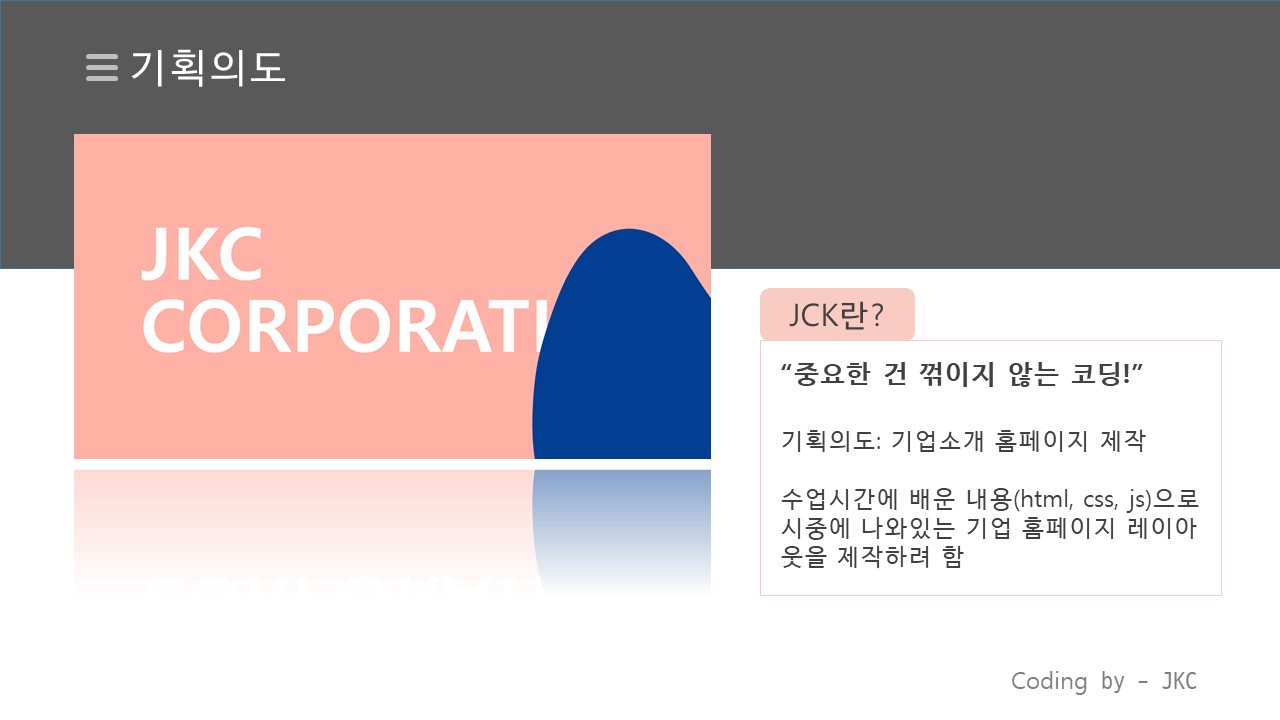 기획의도
JKC
CORPORATI
JCK란?
“중요한 건 꺾이지 않는 코딩!”
기획의도: 기업소개 홈페이지 제작
수업시간에 배운 내용(html, css, js)으로
시중에 나와있는 기업 홈페이지 레이아
웃을 제작하려 함
Coding by – JKC